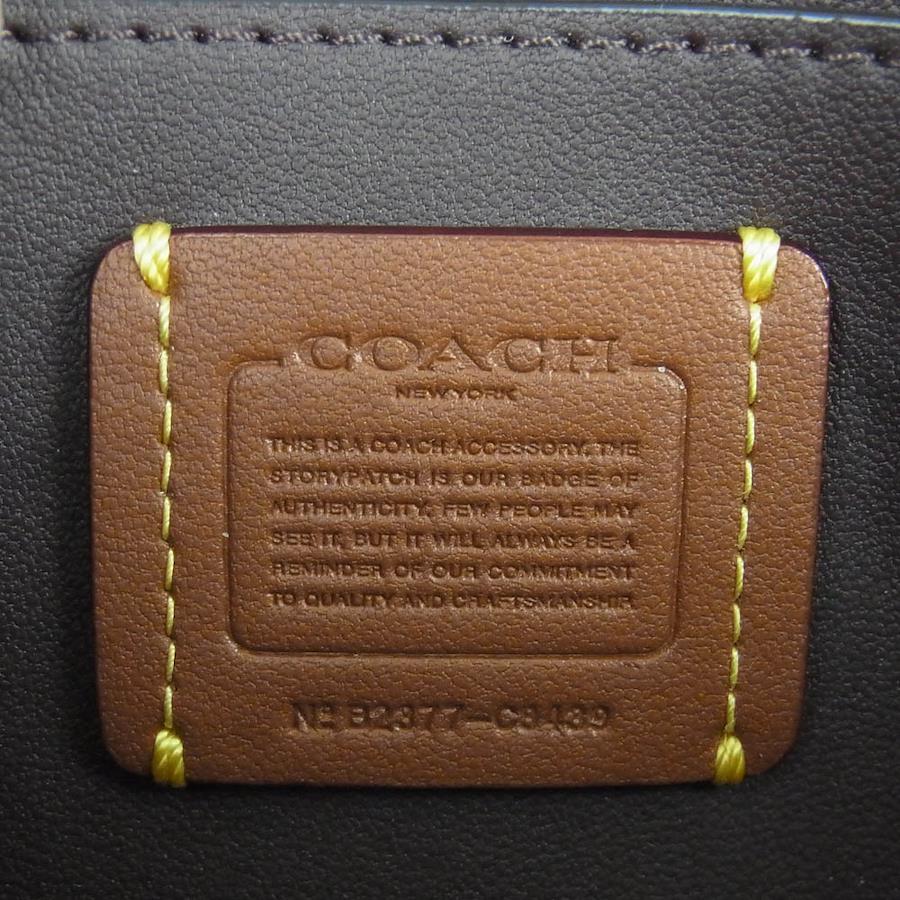 COACH
NEW YORK
THIS IS A COACH ACCESSORY. THE
STORYPATCH IS OUR BADGE OF
AUTHENTICITY. FEW PEOPLE MAY
SEE IT, BUT IT WILL ALWAYS BE A
REMINDER OF OUR COMMITMENT
TO QUALITY AND CRAFTSMANSHIP.
Nº B2377-C8439